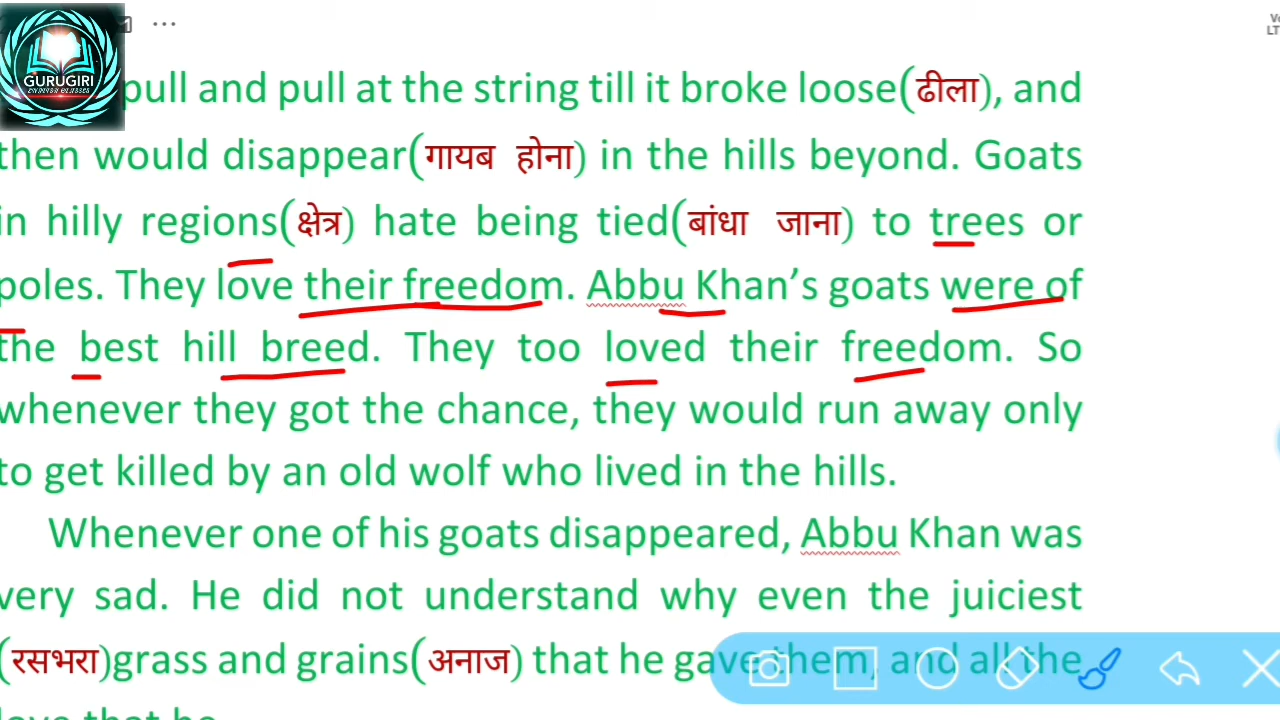 GURUGIRI
pull and pull at the string till it broke loose(ढीला), and
then would disappear(गायब होना) in the hills beyond. Goats
in hilly regions(क्षेत्र) hate being tied(बांधा जाना) to trees or
poles. They love their freedom. Abbu Khan's goats were of
the best hill breed. They too loved their freedom. So
whenever they got the chance, they would run away only
to get killed by an old wolf who lived in the hills.
Whenever one of his goats disappeared, Abbu Khan was
very sad. He did not understand why even the juiciest
(रसभरा)grass and grains(अनाज) that he gave them, and all the
love that he